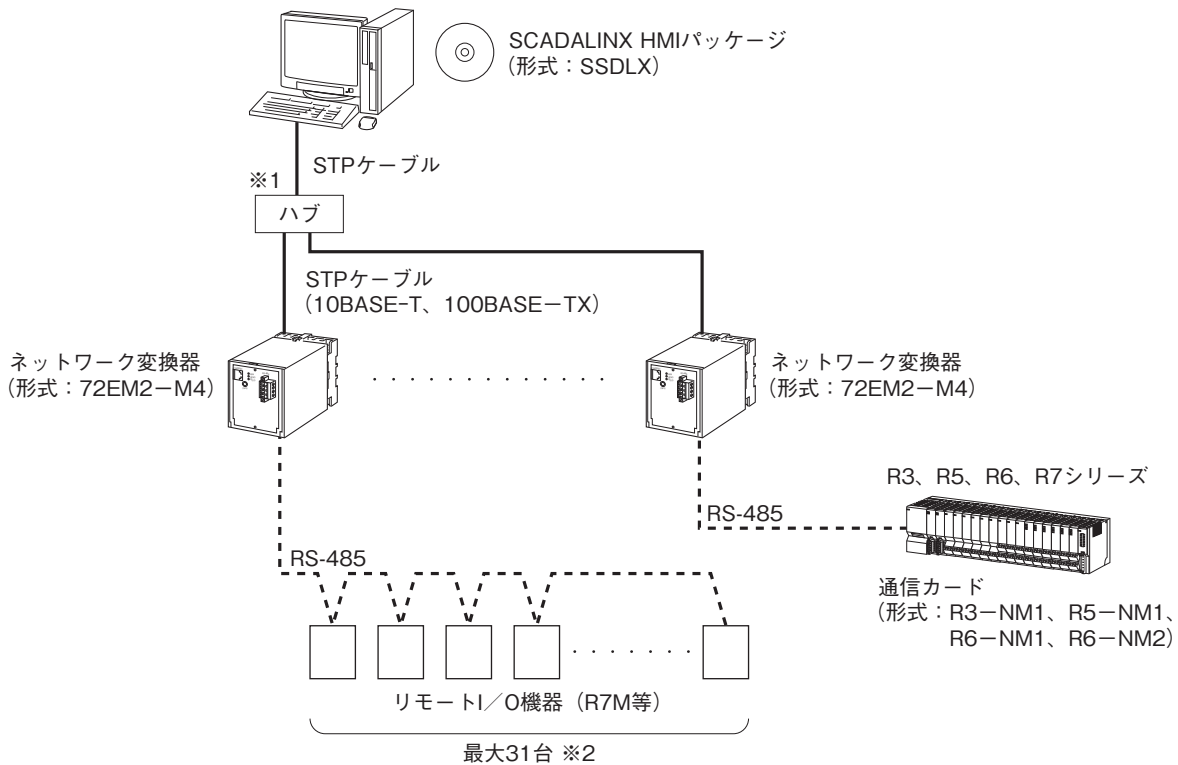 SCADALINX HMIパッケージ
（形式：SSDLX）
STPケーブル
※1
ハブ
STPケーブル
（10BASE-T、100BASE－TX）
ネットワーク変換器
（形式：72EM2－M4）
ネットワーク変換器
（形式：72EM2－M4）
R3、R5、R6、R7シリーズ
RS-485
RS-485
通信カード
（形式：R3－NM1、R5－NM1、
R6－NM1、R6－NM2）
リモートI／O機器（R7M等）
最大31台 ※2